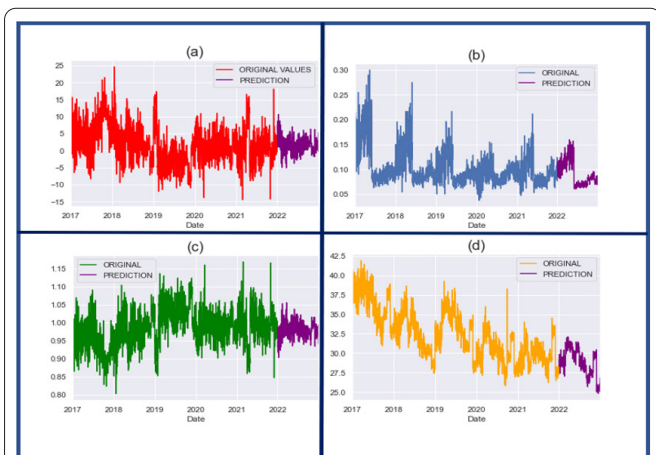 (a)
25
20
15
10
5
0
−5
−10
−15
ORIGINAL VALUES
PREDICTION
2017 2018 2019 2020 2021 2022
Date
(b)
0.30
0.25
0.20
0.15
0.10
0.05
ORIGINAL
PREDICTION
2017 2018 2019 2020 2021 2022
Date
(c)
1.15
1.10
1.05
1.00
0.95
0.90
0.85
0.80
ORIGINAL
PREDICTION
2017 2018 2019 2020 2021 2022
Date
(d)
42.5
40.0
37.5
35.0
32.5
30.0
27.5
25.0
ORIGINAL
PREDICTION
2017 2018 2019 2020 2021 2022
Date